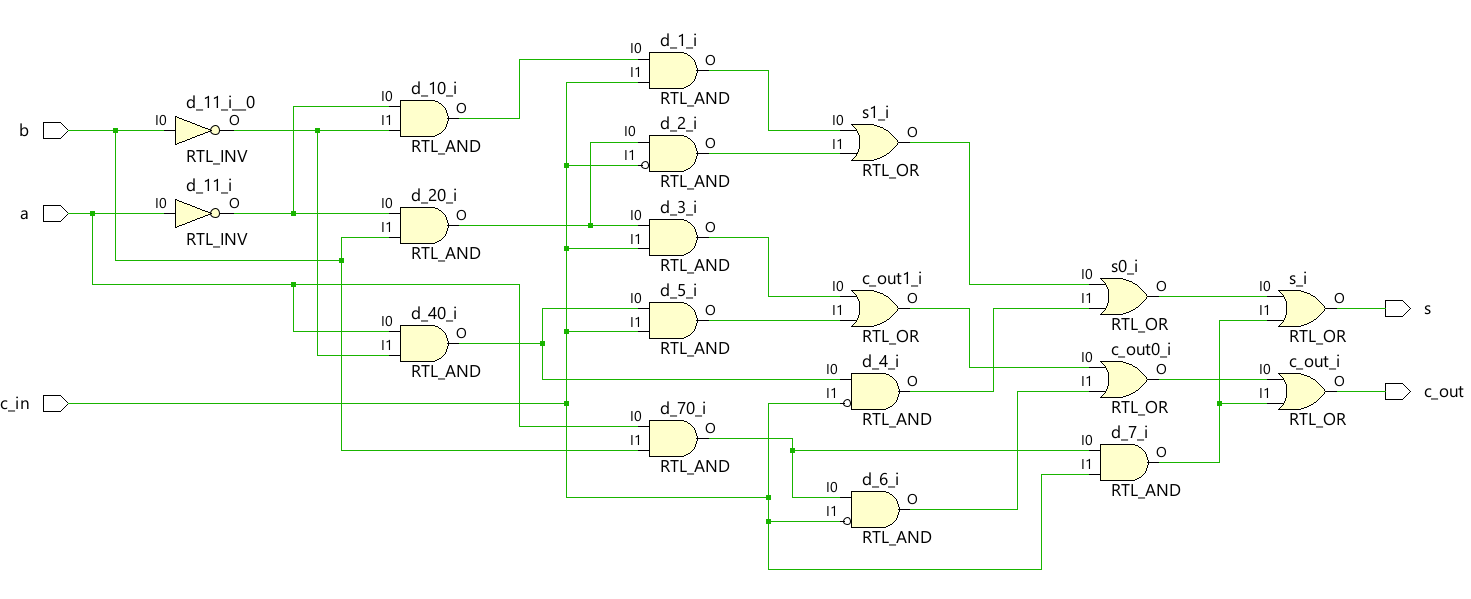 d_1_i
I0
O
I1
RTL_AND
d_10_i
I0
O
I1
RTL_AND
d_11_i__0
b
I0
O
RTL_INV
d_2_i
I0
O
I1
RTL_AND
s1_i
I0
O
I1
RTL_OR
d_11_i
a
I0
O
RTL_INV
d_20_i
I0
O
I1
RTL_AND
d_3_i
I0
O
I1
RTL_AND
d_40_i
I0
O
I1
RTL_AND
d_5_i
I0
O
I1
RTL_AND
c_out1_i
I0
O
I1
RTL_OR
s0_i
I0
O
I1
RTL_OR
s_i
I0
O
I1
RTL_OR
s
c_in
d_4_i
I0
O
I1
RTL_AND
c_out0_i
I0
O
I1
RTL_OR
c_out_i
I0
O
I1
RTL_OR
c_out
d_70_i
I0
O
I1
RTL_AND
d_7_i
I0
O
I1
RTL_AND
d_6_i
I0
O
I1
RTL_AND